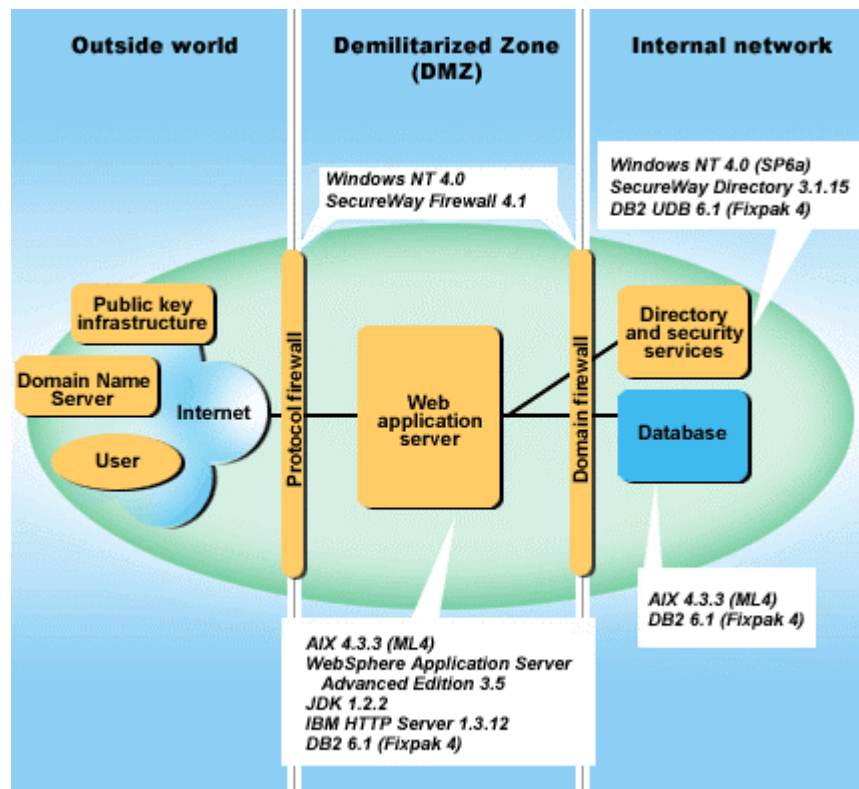 Outside world
Demilitarized Zone
(DMZ)
Internal network
Windows NT 4.0
SecureWay Firewall 4.1
Windows NT 4.0 (SP6a)
SecureWay Directory 3.1.15
DB2 UDB 6.1 (Fixpak 4)
Public key
infrastructure
Domain Name
Server
Internet
User
Protocol firewall
Web
application
server
Domain firewall
Directory
and security
services
Database
AIX 4.3.3 (ML4)
DB2 6.1 (Fixpak 4)
AIX 4.3.3 (ML4)
WebSphere Application Server
Advanced Edition 3.5
JDK 1.2.2
IBM HTTP Server 1.3.12
DB2 6.1 (Fixpak 4)